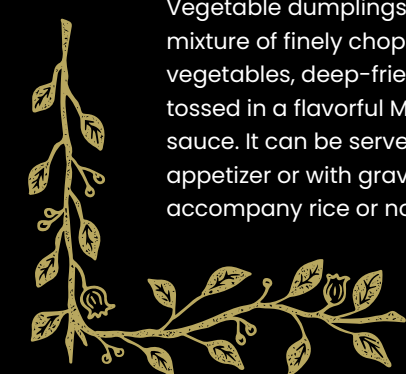 Vegetable dumplings
mixture of finely chop
vegetables, deep-frie
tossed in a flavorful M
sauce. It can be serve
appetizer or with grav
accompany rice or no